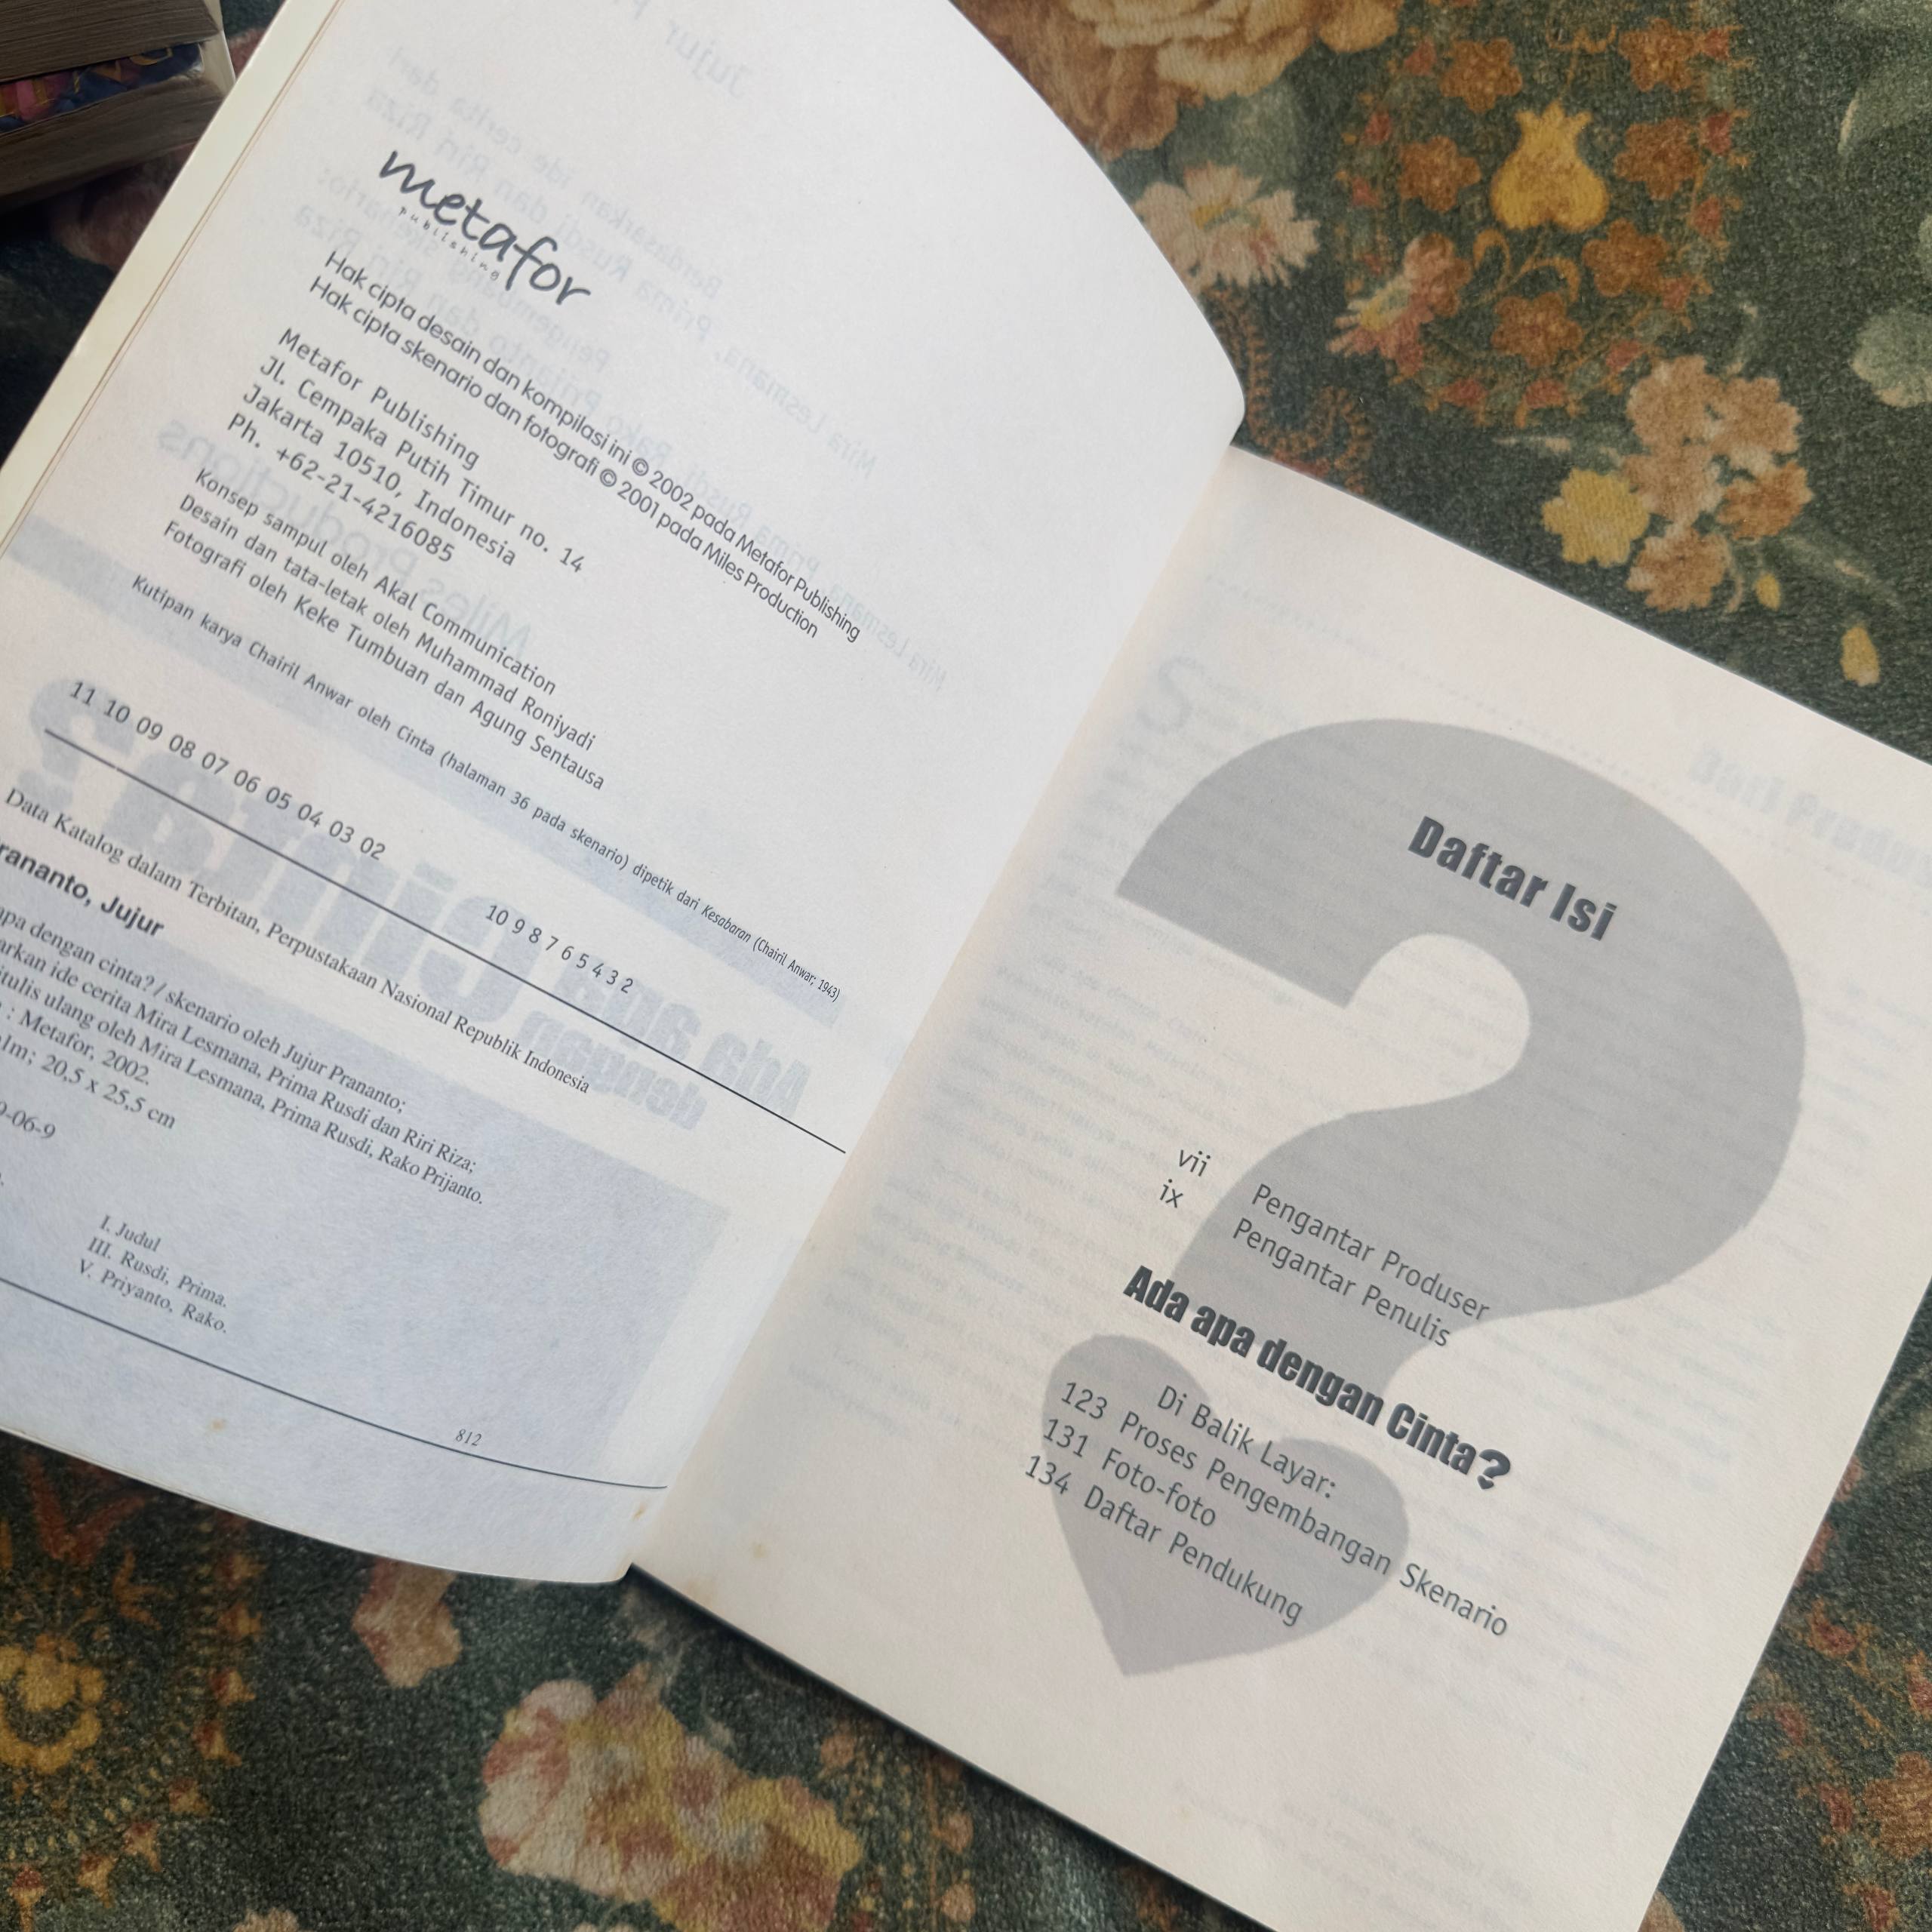 metafor
publishing
Hak cipta desain dan kompilasi ini © 2002 pada Metafor Publishing
Hak cipta skenario dan fotografi © 2001 pada Miles Production
Metafor Publishing
Jl. Cempaka Putih Timur no. 14
Jakarta 10510, Indonesia
Ph. +62-21-4216085
Konsep sampul oleh Akal Communication
Desain dan tata-letak oleh Muhammad Roniyadi
Fotografi oleh Keke Tumbuan dan Agung Sentausa
Kutipan karya Chairil Anwar oleh Cinta (halaman 36 pada skenario) dipetik dari Kesabaran (Chairil Anwar; 1943)
11 10 09 08 07 06 05 04 03 02
10 9 8 7 6 5 4 3 2
Data Katalog dalam Terbitan, Perpustakaan Nasional Republik Indonesia
rananto, Jujur
apa dengan cinta? / skenario oleh Jujur Prananto;
arkan ide cerita Mira Lesmana, Prima Rusdi dan Riri Riza;
itulis ulang oleh Mira Lesmana, Prima Rusdi, Rako Prijanto.
: Metafor, 2002.
lm; 20,5 x 25,5 cm
-06-9
I. Judul
III. Rusdi, Prima.
V. Priyanto, Rako.
812
Daftar Isi
vii Pengantar Produser
ix Pengantar Penulis
Ada apa dengan Cinta?
Di Balik Layar:
123 Proses Pengembangan Skenario
131 Foto-foto
134 Daftar Pendukung